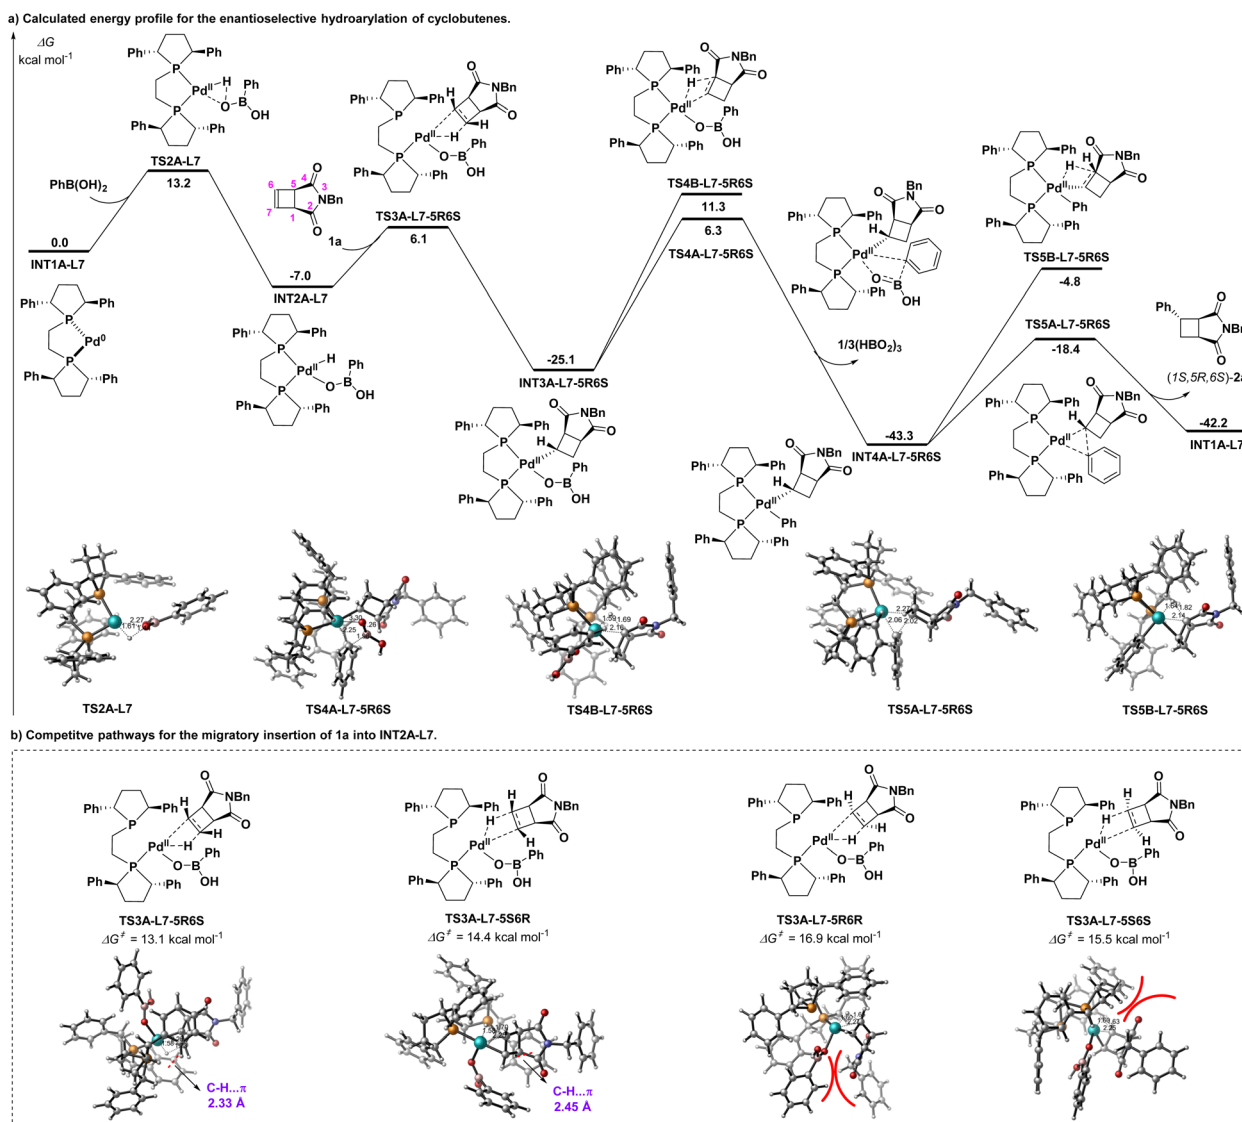 a) Calculated energy profile for the enantioselective hydroarylation of cyclobutenes.
ΔG
kcal mol-1
TS2A-L7
13.2
PhB(OH)2
0.0
INT1A-L7
-7.0
INT2A-L7
1a
TS3A-L7-5R6S
6.1
-25.1
INT3A-L7-5R6S
TS4B-L7-5R6S
11.3
6.3
TS4A-L7-5R6S
1/3(HBO2)3
-43.3
INT4A-L7-5R6S
TS5B-L7-5R6S
-4.8
TS5A-L7-5R6S
-18.4
(1S,5R,6S)-2a
-42.2
INT1A-L7
TS2A-L7
TS4A-L7-5R6S
TS4B-L7-5R6S
TS5A-L7-5R6S
TS5B-L7-5R6S
b) Competitve pathways for the migratory insertion of 1a into INT2A-L7.
TS3A-L7-5R6S
ΔG‡ = 13.1 kcal mol-1
TS3A-L7-5S6R
ΔG‡ = 14.4 kcal mol-1
TS3A-L7-5R6R
ΔG‡ = 16.9 kcal mol-1
TS3A-L7-5S6S
ΔG‡ = 15.5 kcal mol-1
C-H...π
2.33 Å
C-H...π
2.45 Å